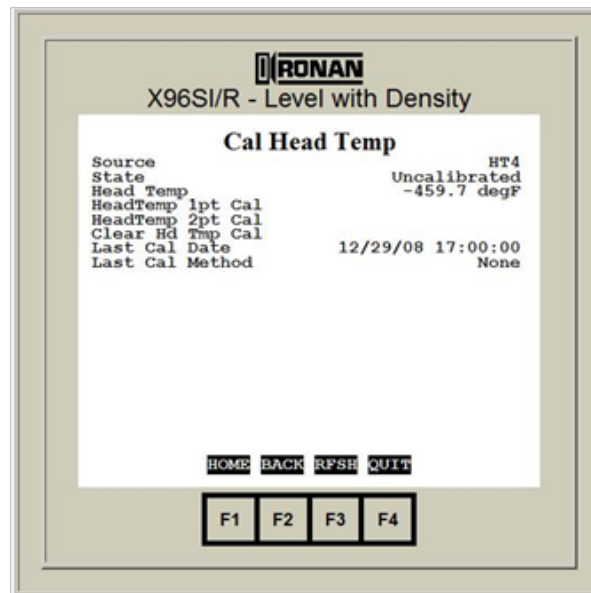 RONAN
X96SI/R - Level with Density
Cal Head Temp
Source HT4
State Uncalibrated
Head Temp -459.7 degF
HeadTemp 1pt Cal
HeadTemp 2pt Cal
Clear Hd Tmp Cal
Last Cal Date 12/29/08 17:00:00
Last Cal Method None
HOME BACK RFSH QUIT
F1 F2 F3 F4